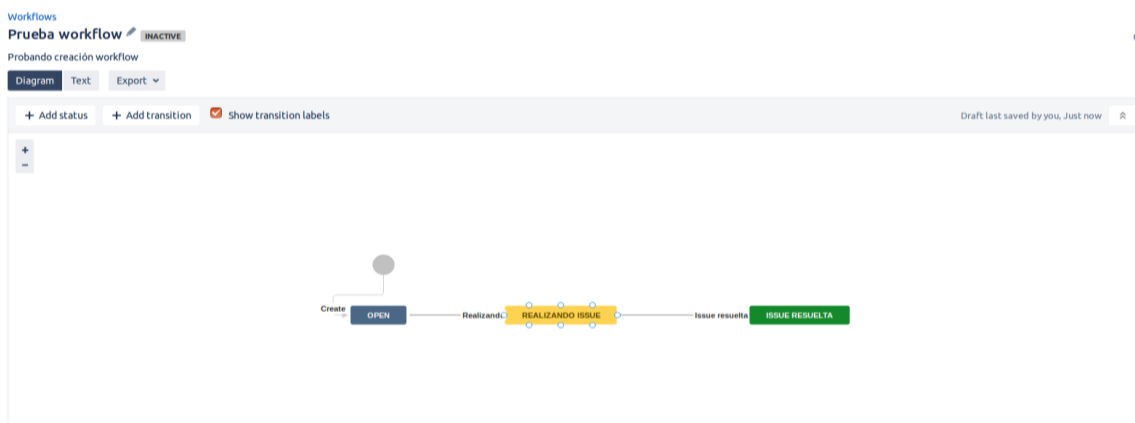 Workflows
Prueba workflow INACTIVE
Probando creación workflow
Diagram Text Export
+ Add status + Add transition Show transition labels Draft last saved by you, Just now
+
−
Create
OPEN Realizando REALIZANDO ISSUE Issue resuelta ISSUE RESUELTA